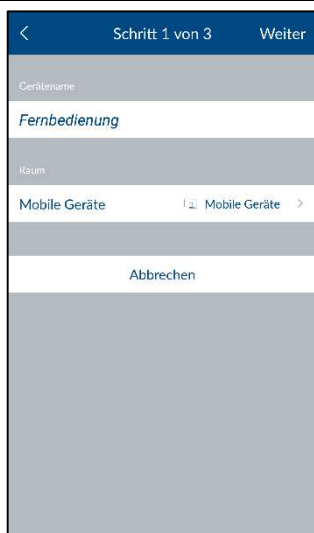 Schritt 1 von 3 Weiter
Gerätename
Fernbedienung
Raum
Mobile Geräte Mobile Geräte
Abbrechen